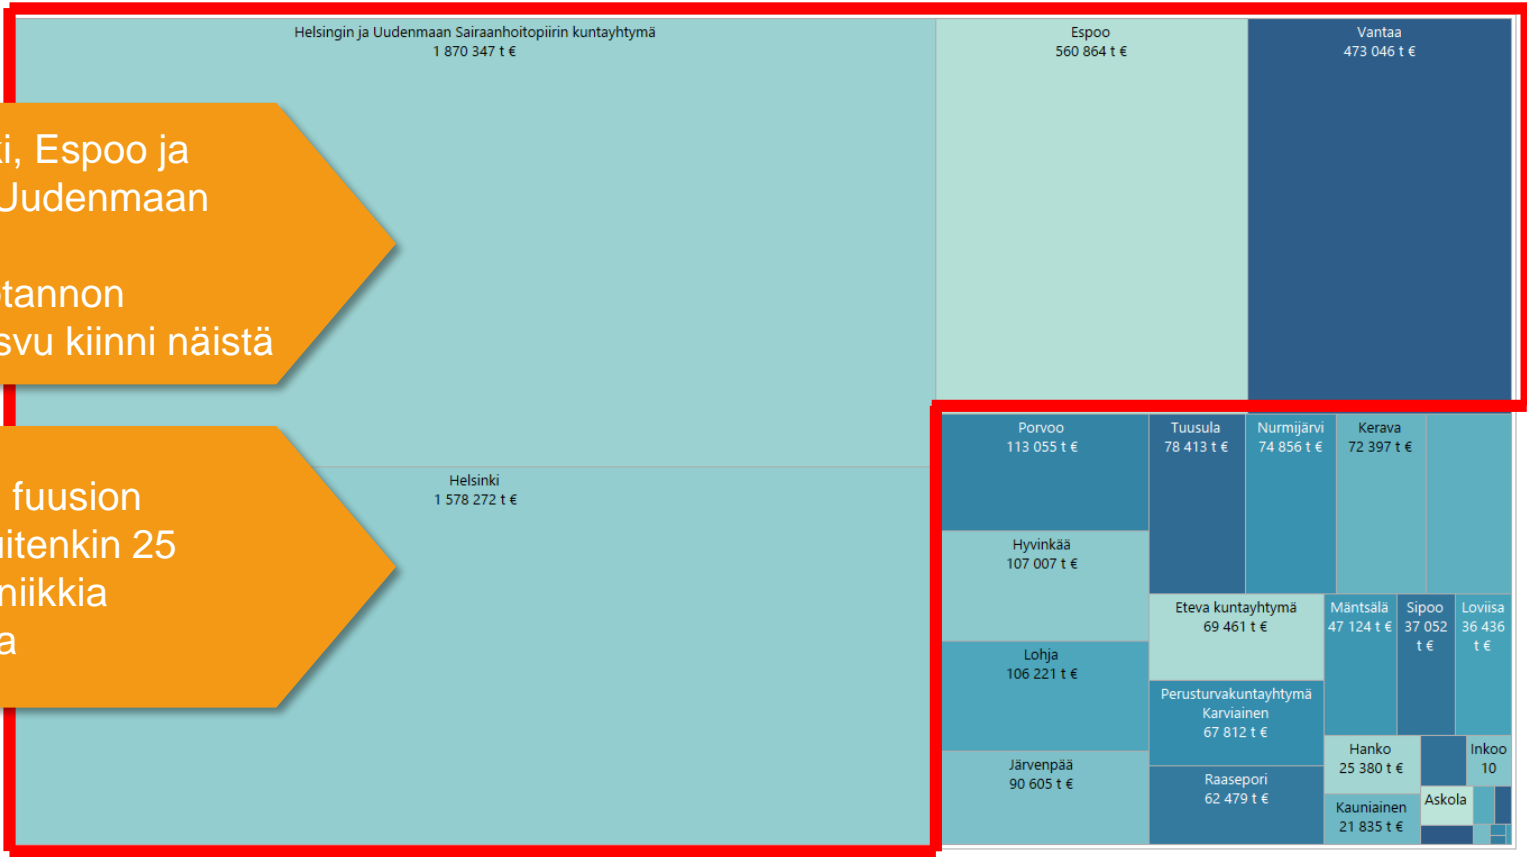 Helsingin ja Uudenmaan Sairaanhoitopiirin kuntayhtymä
1 870 347 t €
Espoo
560 864 t €
Vantaa
473 046 t €
ki, Espoo ja
Uudenmaan
otannon
svu kiinni näistä
fuusion
uitenkin 25
niikkia
a
Helsinki
1 578 272 t €
Porvoo
113 055 t €
Hyvinkää
107 007 t €
Lohja
106 221 t €
Järvenpää
90 605 t €
Tuusula
78 413 t €
Nurmijärvi
74 856 t €
Kerava
72 397 t €
Eteva kuntayhtymä
69 461 t €
Perusturvakuntayhtymä
Karviainen
67 812 t €
Raasepori
62 479 t €
Mäntsälä
47 124 t €
Sipoo
37 052
t €
Loviisa
36 436
t €
Hanko
25 380 t €
Kauniainen
21 835 t €
Inkoo
10
Askola